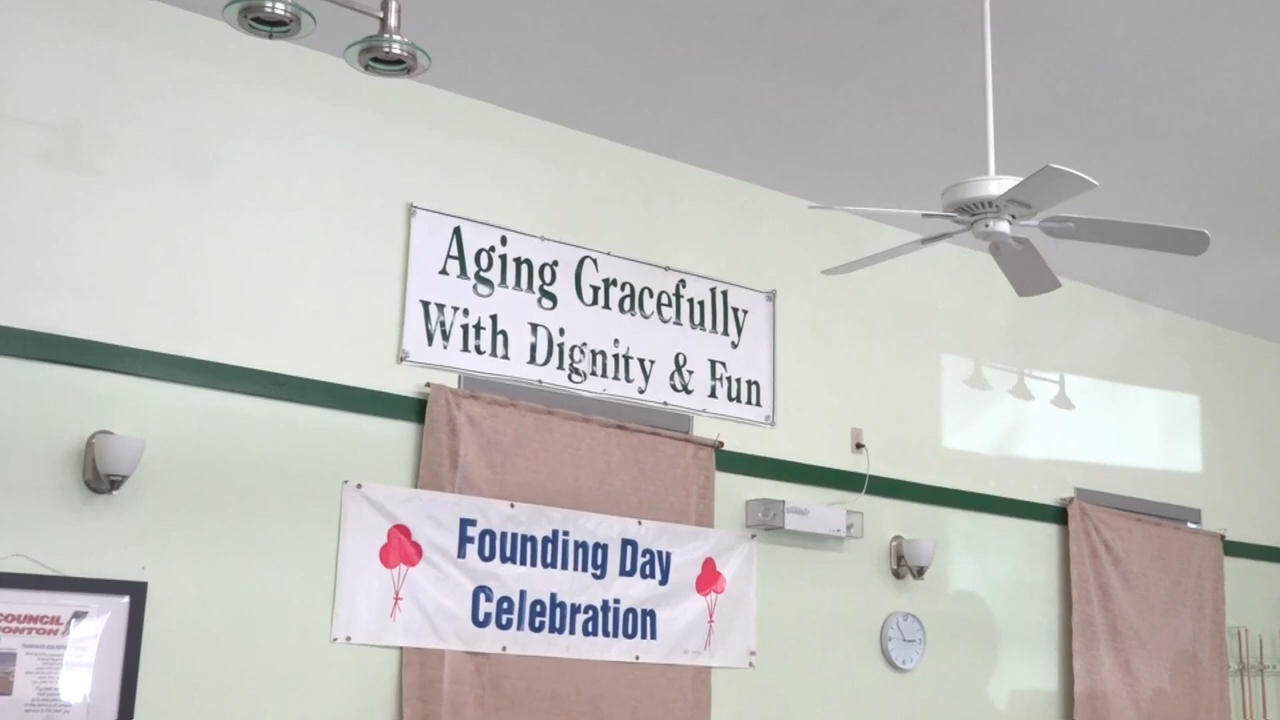 Aging Gracefully
With Dignity & Fun
Founding Day
Celebration
COUNCIL